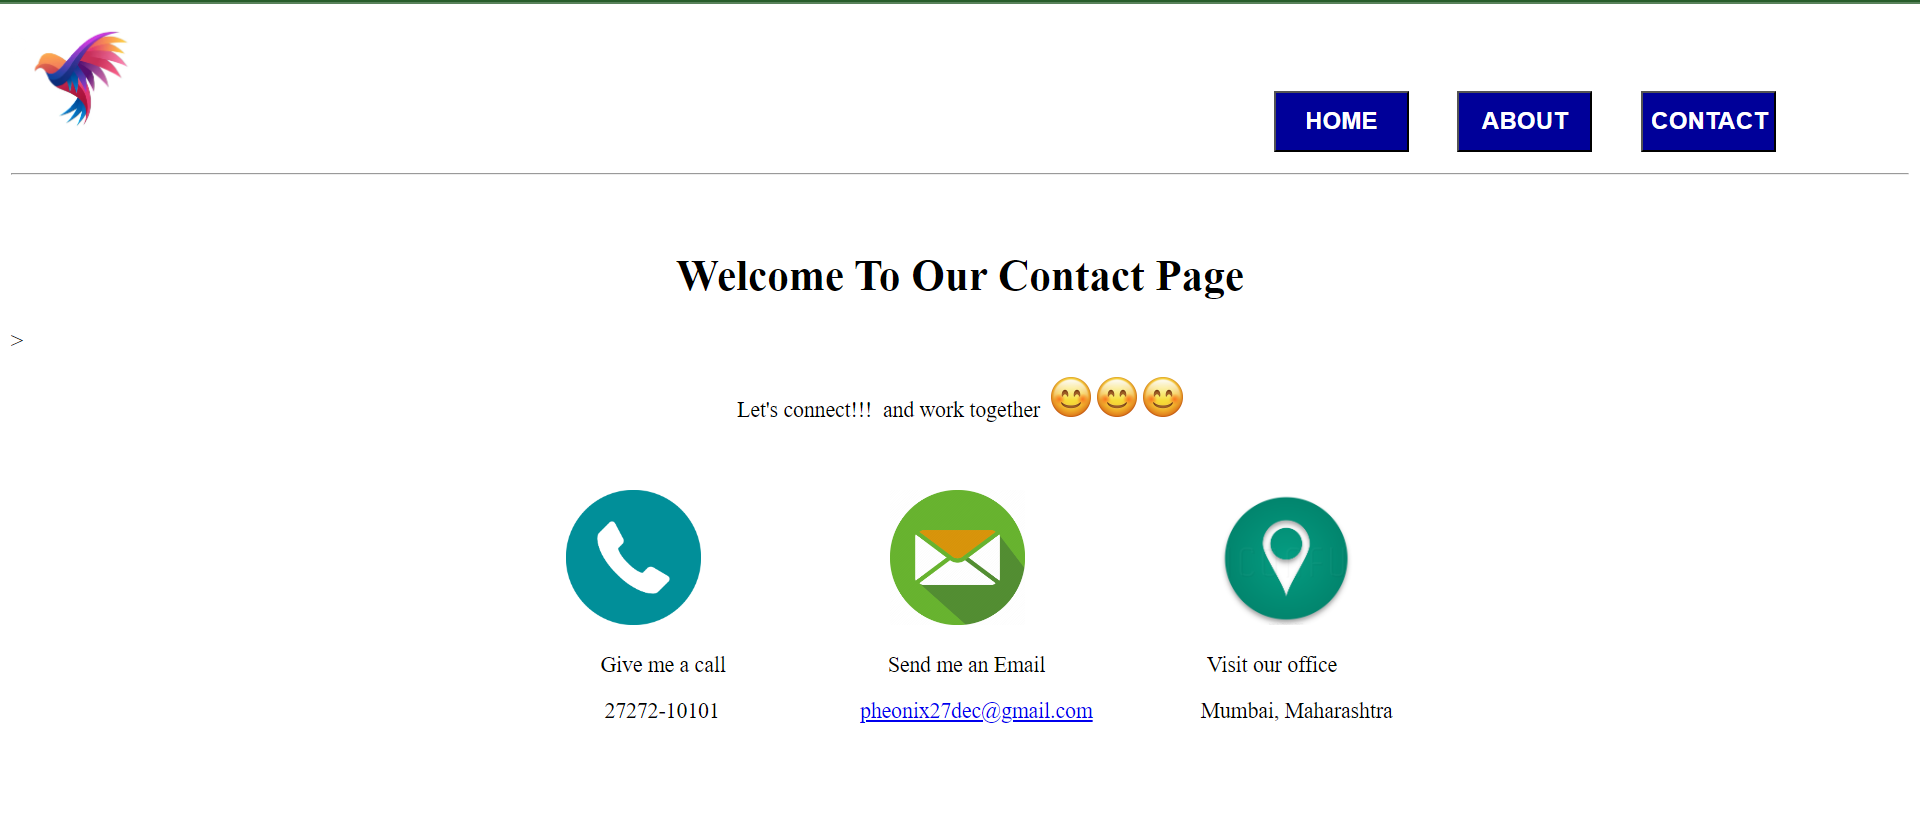 HOME ABOUT CONTACT
Welcome To Our Contact Page
>
Let's connect!!!  and work together 😊😊😊
Give me a call Send me an Email Visit our office
27272-10101 pheonix27dec@gmail.com Mumbai, Maharashtra